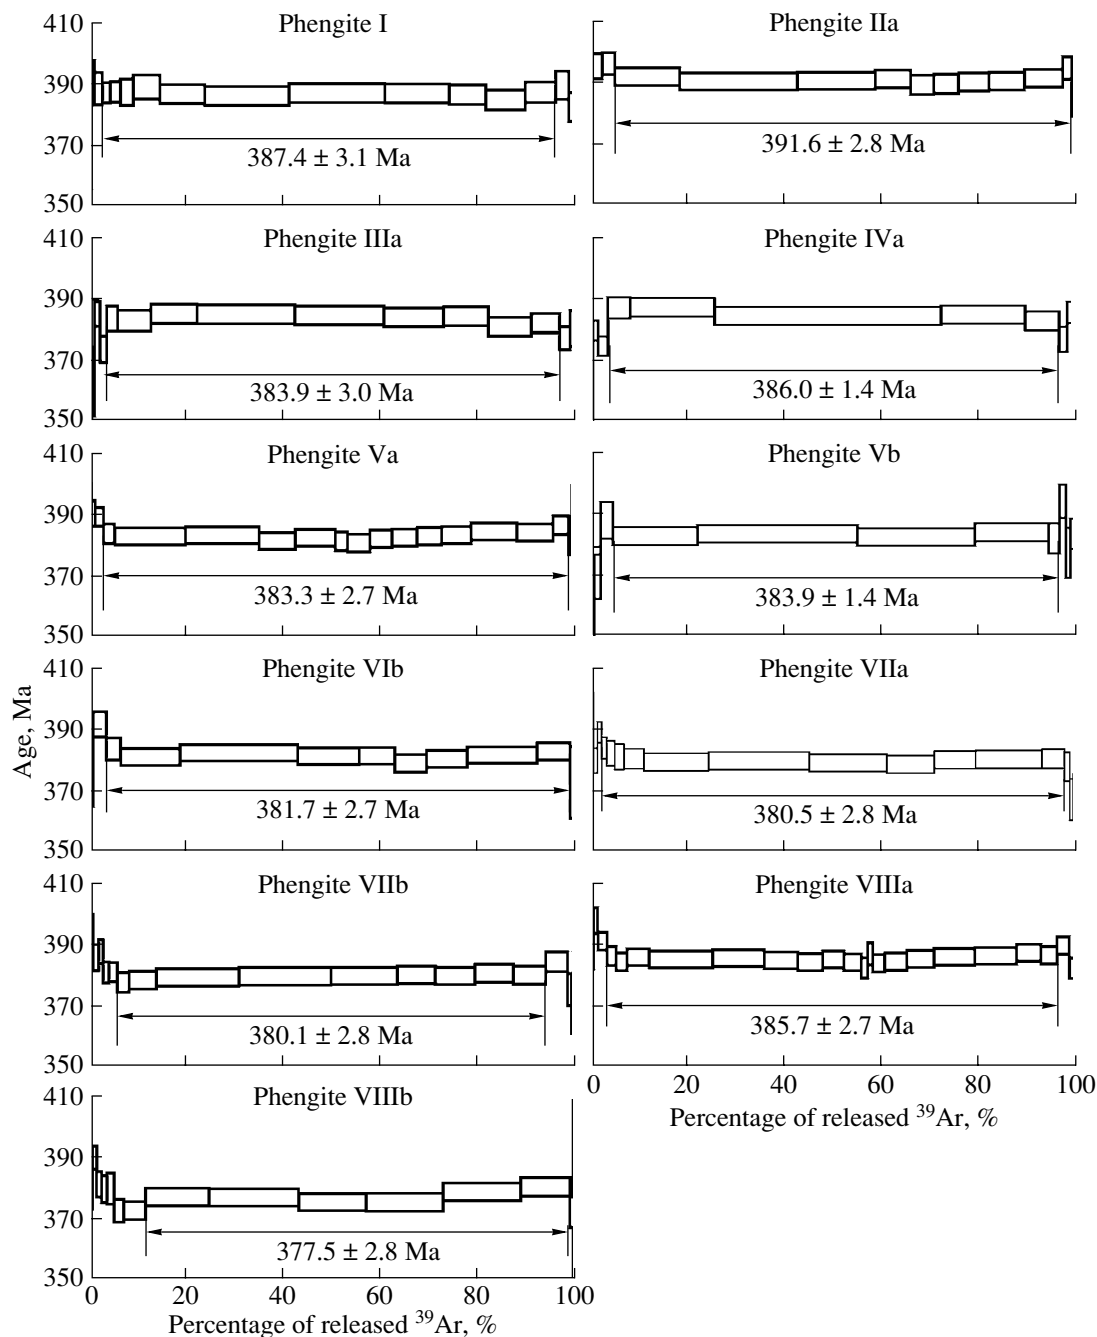 410
390
370
350
Phengite I
387.4 ± 3.1 Ma
Phengite IIa
391.6 ± 2.8 Ma
410
390
370
350
Phengite IIIa
383.9 ± 3.0 Ma
Phengite IVa
386.0 ± 1.4 Ma
410
390
370
350
Phengite Va
383.3 ± 2.7 Ma
Phengite Vb
383.9 ± 1.4 Ma
Age, Ma
410
390
370
350
Phengite VIb
381.7 ± 2.7 Ma
Phengite VIIa
380.5 ± 2.8 Ma
410
390
370
350
Phengite VIIb
380.1 ± 2.8 Ma
Phengite VIIIa
385.7 ± 2.7 Ma
0 20 40 60 80 100
Percentage of released ³⁹Ar, %
410
390
370
350
Phengite VIIIb
377.5 ± 2.8 Ma
0 20 40 60 80 100
Percentage of released ³⁹Ar, %